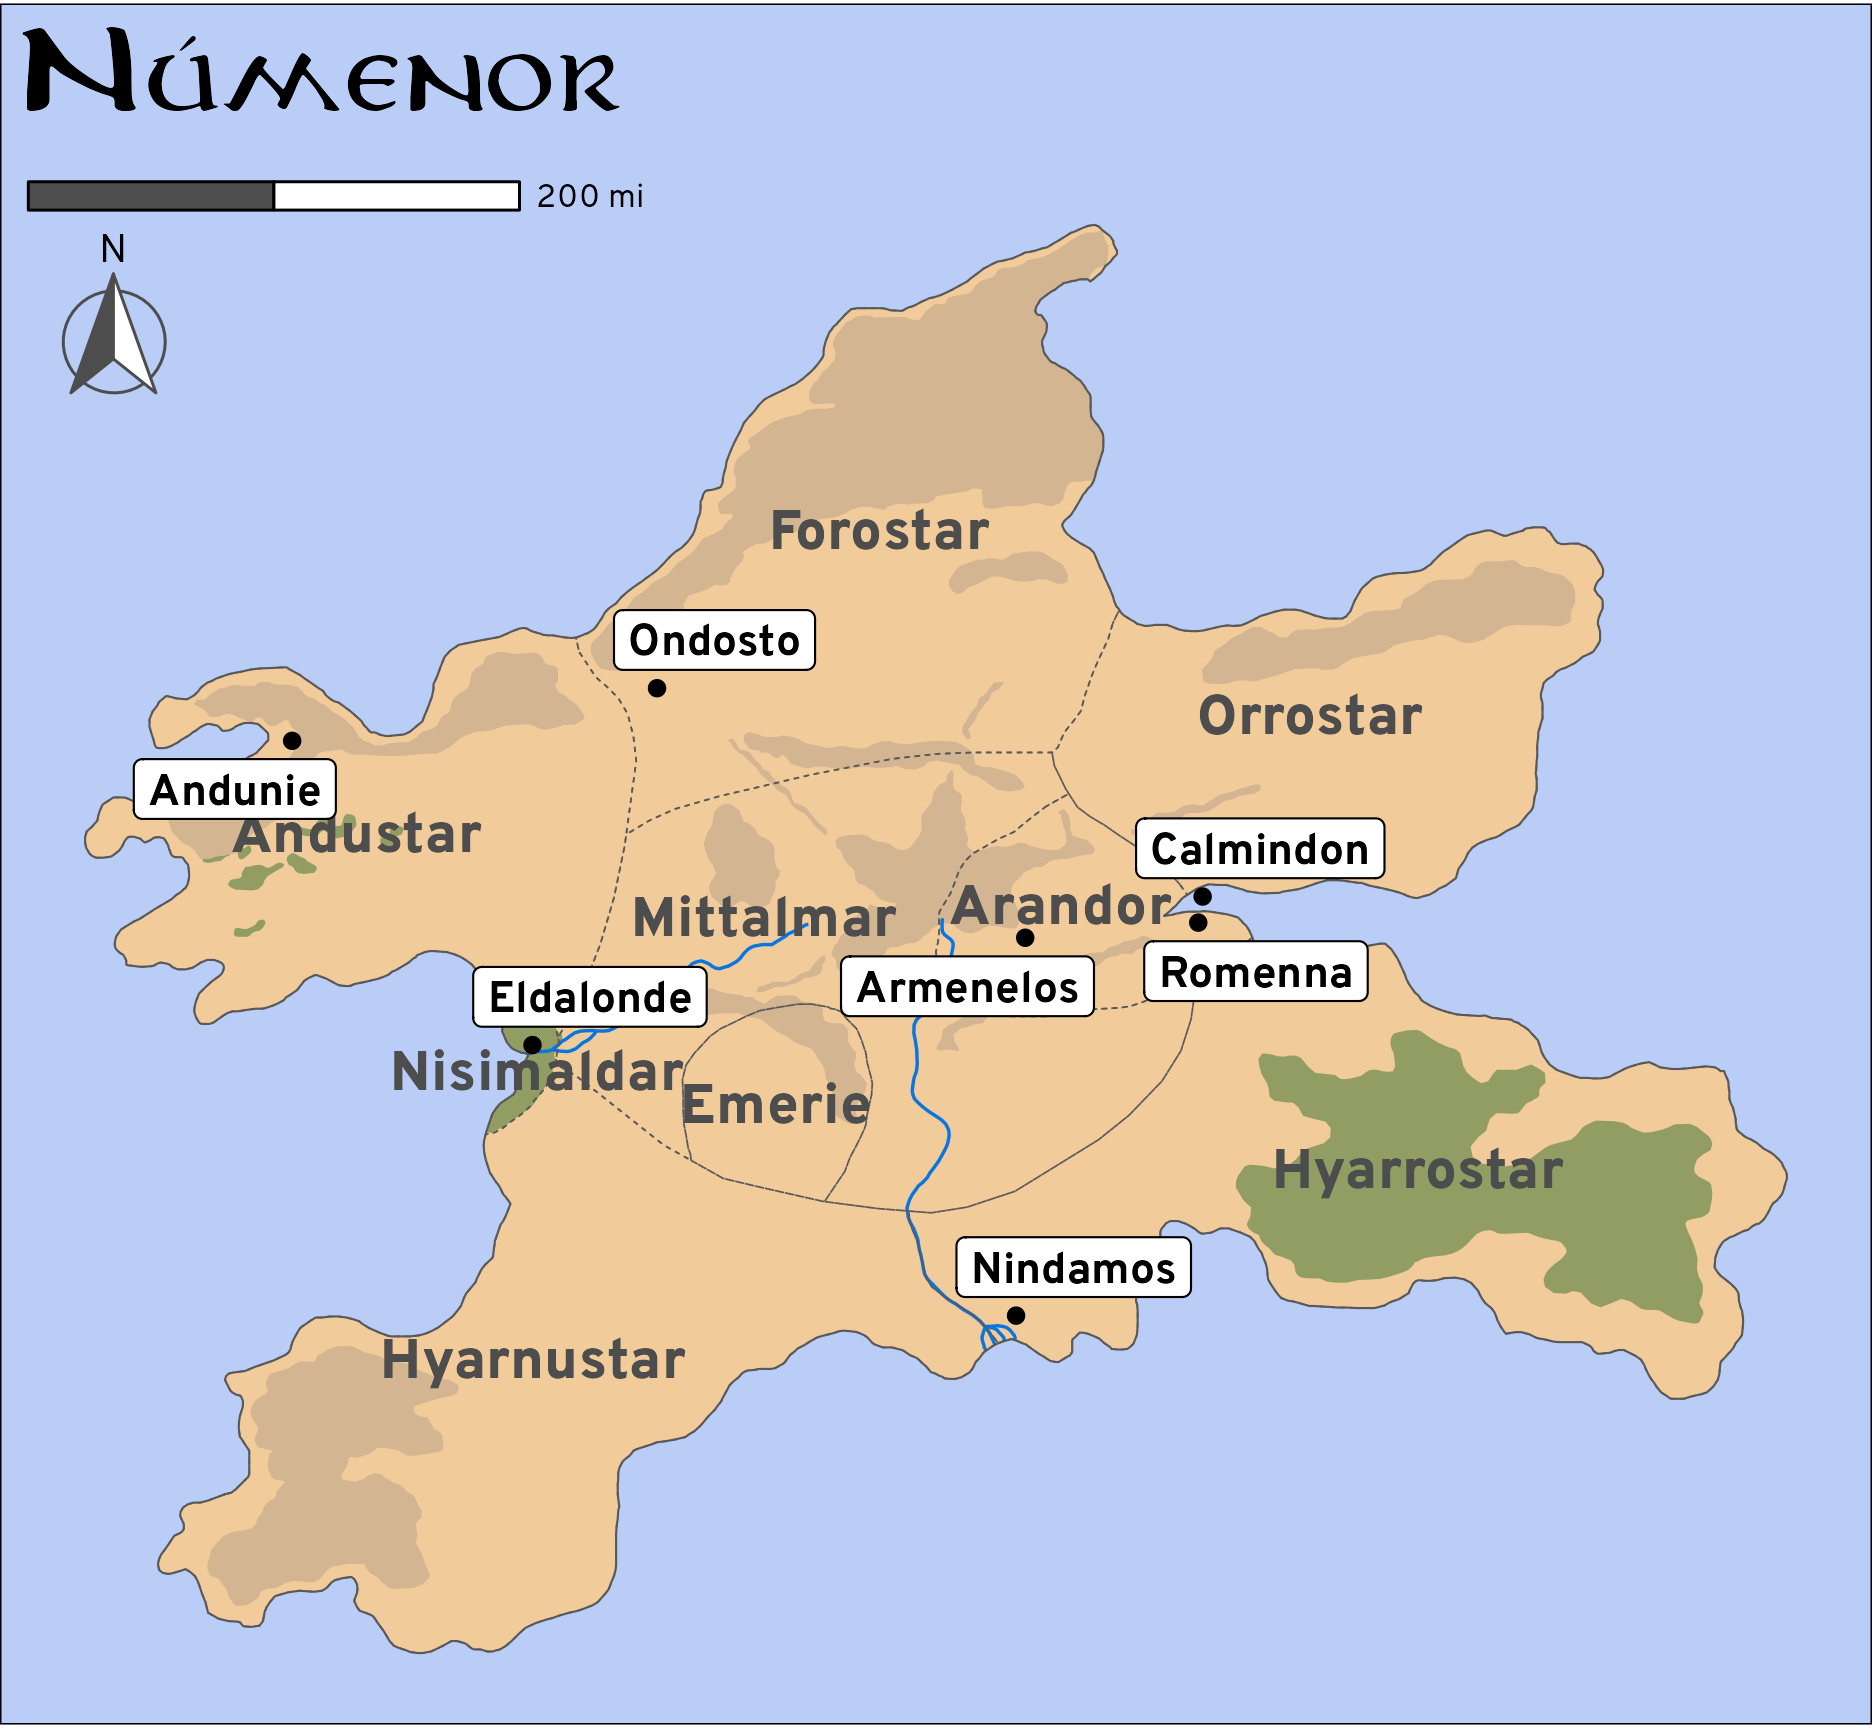 Númenor
200 mi
N
Forostar
Ondosto
Orrostar
Andunie
Andustar
Calmindon
Mittalmar
Arandor
Romenna
Armenelos
Eldalonde
Nisimaldar
Emerie
Hyarrostar
Nindamos
Hyarnustar